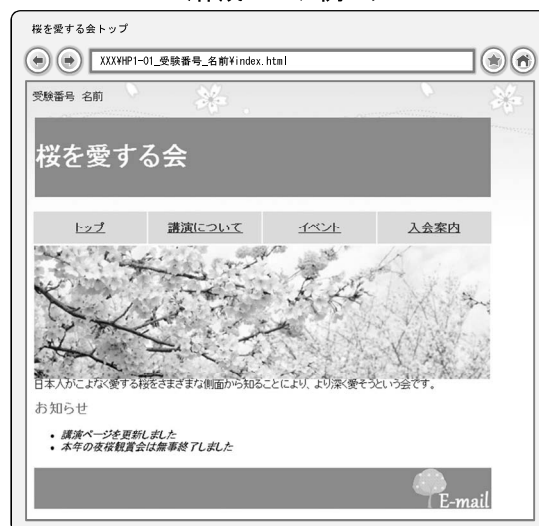 桜を愛する会トップ
XXX¥HP1-01_受験番号_名前¥index.html
受験番号 名前
桜を愛する会
トップ 講演について イベント 入会案内
日本人がこよなく愛する桜をさまざまな側面から知ることにより、より深く愛そうという会です。
お知らせ
• 講演ページを更新しました
• 本年の夜桜観賞会は無事終了しました
E-mail